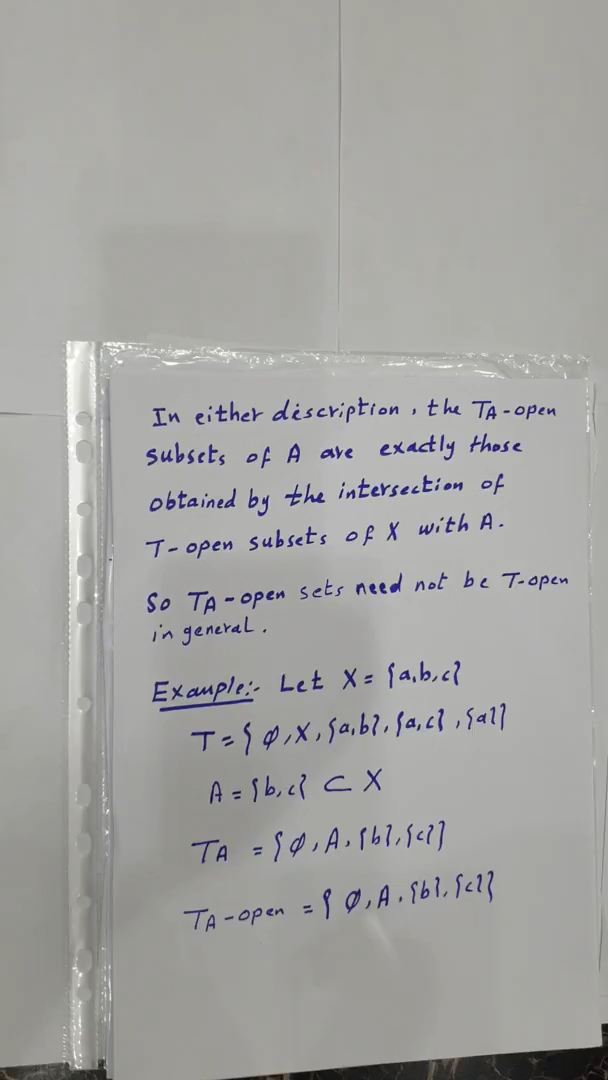 In either discription, the TA-open
subsets of A are exactly those
obtained by the intersection of
T-open subsets of X with A.
So TA-open sets need not be T-open
in general.
Example:- Let X = {a,b,c}
T = { ∅, X, {a,b}, {a,c}, {a}}
A = {b,c} ⊂ X
TA = {∅, A, {b}, {c}}
TA-open = { ∅, A, {b}, {c}}